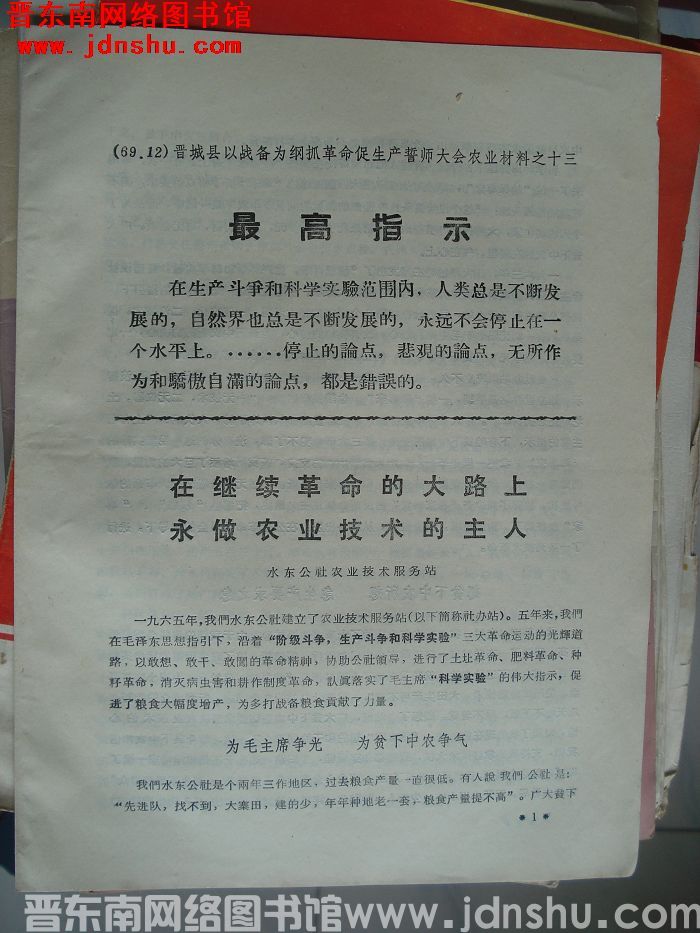 晋东南网络图书馆
www.jdnshu.com
(69.12)晋城县以战备为纲抓革命促生产誓师大会农业材料之十三
最高指示
在生产斗爭和科学实驗范囲內，人类总是不断发
展的，自然界也总是不断发展的，永远不会停止在一
个水平上。……停止的論点，悲观的論点，无所作
为和驕傲自滿的論点，都是錯誤的。
在继续革命的大路上
永做农业技术的主人
水东公社农业技术服务站
一九六五年，我們水东公社建立了农业技术服务站(以下簡称社办站)。五年来，我們
在毛泽东思想指引下，沿着“阶级斗争，生产斗争和科学实验”三大革命运动的光輝道
路，以敢想、敢干、敢闖的革命精神，协助公社領导，进行了土址革命、肥料革命、种
籽革命，消灭病虫害和耕作制度革命，訣眞落实了毛主席“科学实验”的伟大指示，促
进了粮食大幅度增产，为多打战备粮食貢献了力量。
为毛主席争光　为贫下中农争气
我們水东公社是个兩年三作地区，过去粮食产量一直很低。有人說我們公社是：
“先进队，找不到，大寨田，建的少，年年种地老一套，粮食产量提不高”。广大貧下
*1*
晋东南网络图书馆 www.jdnshu.com